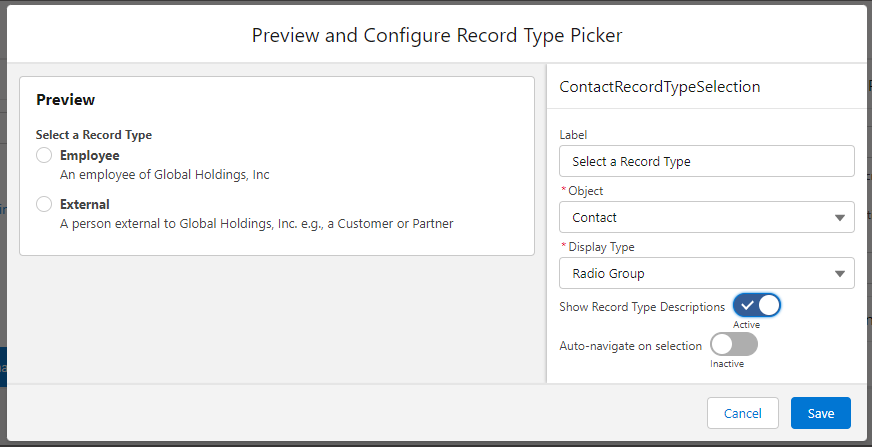 Preview and Configure Record Type Picker
Preview
Select a Record Type
Employee
An employee of Global Holdings, Inc
External
A person external to Global Holdings, Inc. e.g., a Customer or Partner
ContactRecordTypeSelection
Label
Select a Record Type
* Object
Contact
* Display Type
Radio Group
Show Record Type Descriptions
Active
Auto-navigate on selection
Inactive
Cancel
Save